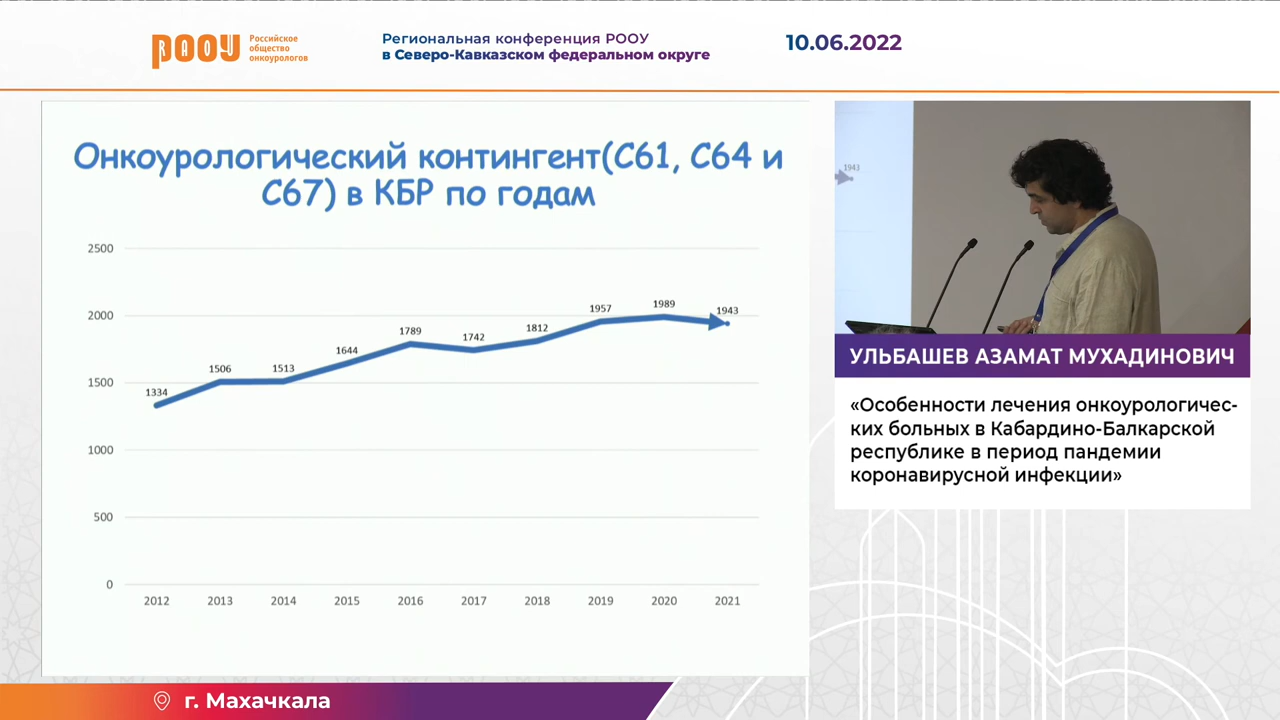 РООУ
Российское
общество
онкоурологов
Региональная конференция РООУ
в Северо-Кавказском федеральном округе
10.06.2022
Онкоурологический контингент(С61, С64 и
С67) в КБР по годам
2500
2000
1500
1000
500
0
1334
1506
1513
1644
1789
1742
1812
1957
1989
1943
2012
2013
2014
2015
2016
2017
2018
2019
2020
2021
1943
УЛЬБАШЕВ АЗАМАТ МУХАДИНОВИЧ
«Особенности лечения онкоурологичес-
ких больных в Кабардино-Балкарской
республике в период пандемии
коронавирусной инфекции»
г. Махачкала